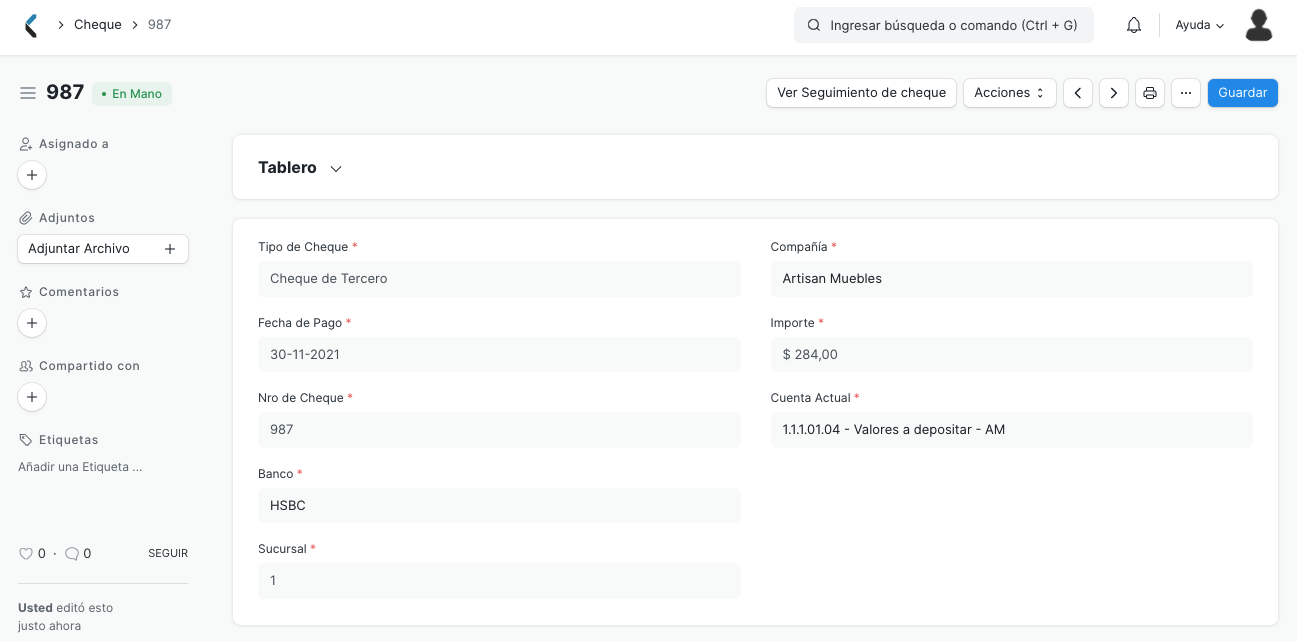 Cheque
987
Ingresar búsqueda o comando (Ctrl + G)
Ayuda
987
En Mano
Ver Seguimiento de cheque
Acciones
Guardar
Asignado a
Adjuntos
Adjuntar Archivo
Comentarios
Compartido con
Etiquetas
Añadir una Etiqueta ...
0 · 0
SEGUIR
Usted editó esto
justo ahora
Tablero
Tipo de Cheque *
Cheque de Tercero
Fecha de Pago *
30-11-2021
Nro de Cheque *
987
Banco *
HSBC
Sucursal *
1
Compañía *
Artisan Muebles
Importe *
$ 284,00
Cuenta Actual *
1.1.1.01.04 - Valores a depositar - AM